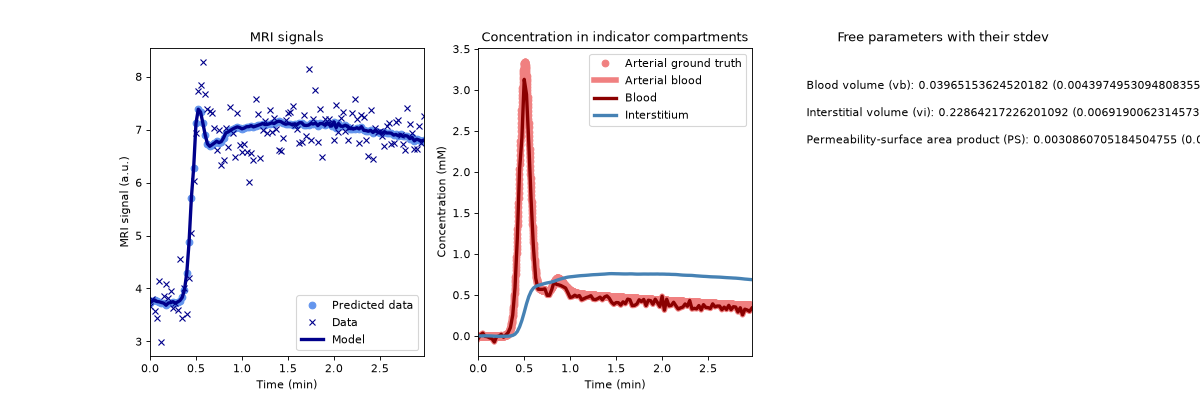 MRI signals
MRI signal (a.u.)
8
7
6
5
4
3
0.0 0.5 1.0 1.5 2.0 2.5
Time (min)
Predicted data
Data
Model
Concentration in indicator compartments
Concentration (mM)
3.5
3.0
2.5
2.0
1.5
1.0
0.5
0.0
0.0 0.5 1.0 1.5 2.0 2.5
Time (min)
Arterial ground truth
Arterial blood
Blood
Interstitium
Free parameters with their stdev
Blood volume (vb): 0.03965153624520182 (0.0043974953094808355
Interstitial volume (vi): 0.22864217226201092 (0.0069190062314573
Permeability-surface area product (PS): 0.0030860705184504755 (0.0